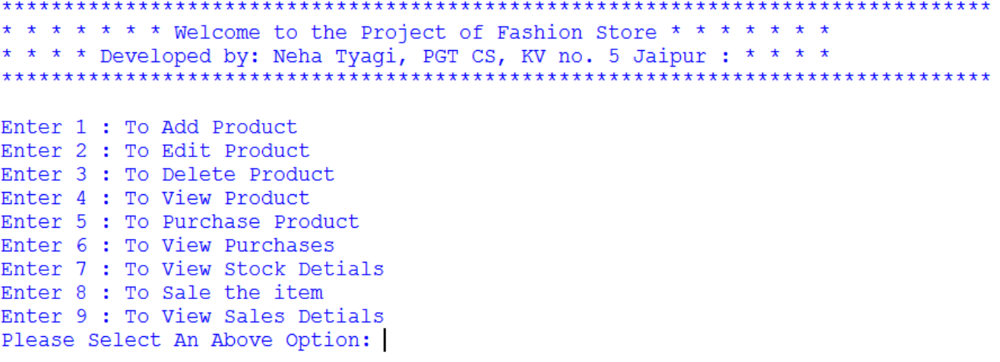 ********************************************************************************
* * * * * * * Welcome to the Project of Fashion Store * * * * * * *
* * * * Developed by: Neha Tyagi, PGT CS, KV no. 5 Jaipur : * * * *
********************************************************************************
Enter 1 : To Add Product
Enter 2 : To Edit Product
Enter 3 : To Delete Product
Enter 4 : To View Product
Enter 5 : To Purchase Product
Enter 6 : To View Purchases
Enter 7 : To View Stock Detials
Enter 8 : To Sale the item
Enter 9 : To View Sales Detials
Please Select An Above Option: